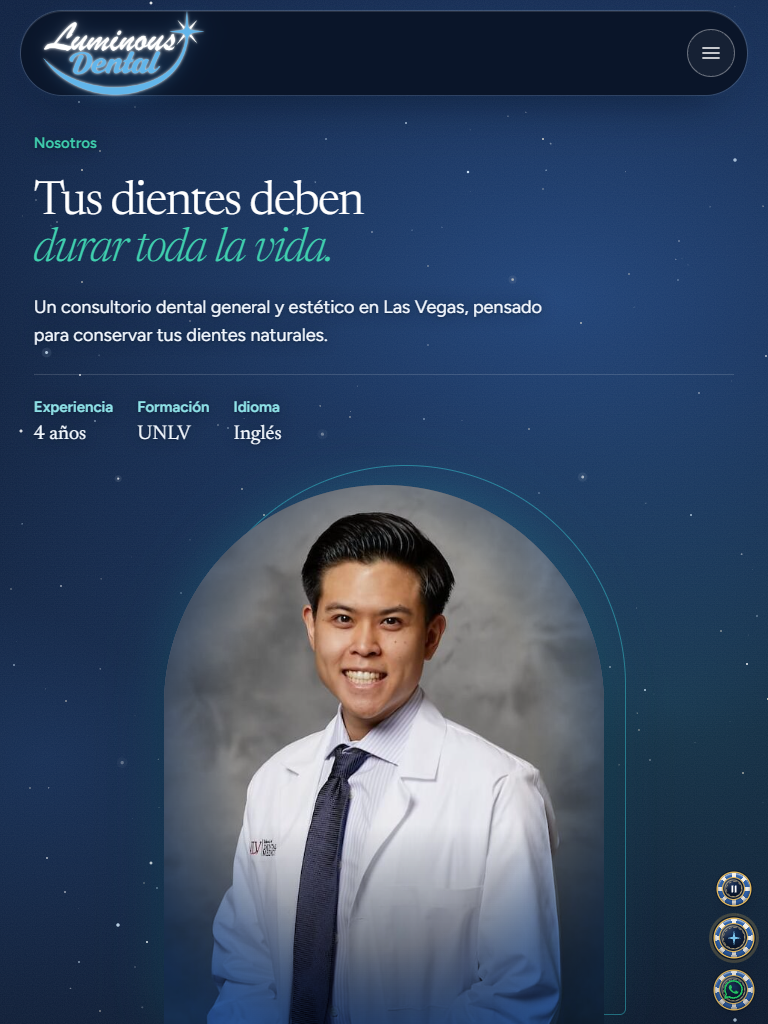 Luminous
Dental
Nosotros
Tus dientes deben
durar toda la vida.
Un consultorio dental general y estético en Las Vegas, pensado
para conservar tus dientes naturales.
Experiencia Formación Idioma
4 años UNLV Inglés